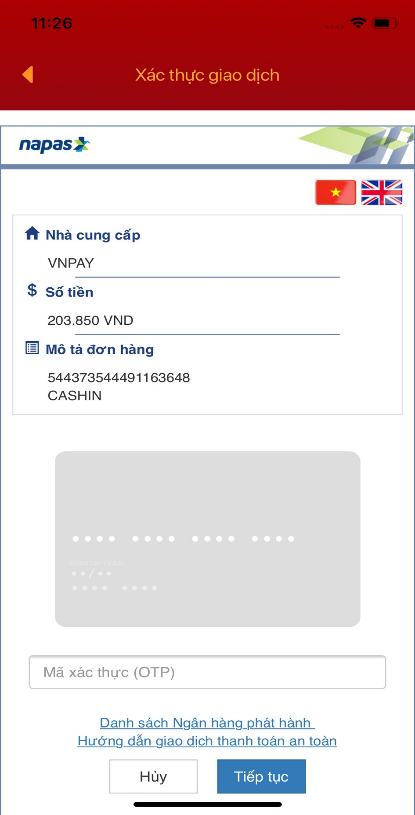 11:26
Xác thực giao dịch
napas
Nhà cung cấp
VNPAY
$ Số tiền
203.850 VND
Mô tả đơn hàng
544373544491163648
CASHIN
•••• •••• •••• ••••
••/••
•••• ••••
Mã xác thực (OTP)
Danh sách Ngân hàng phát hành
Hướng dẫn giao dịch thanh toán an toàn
Hủy
Tiếp tục